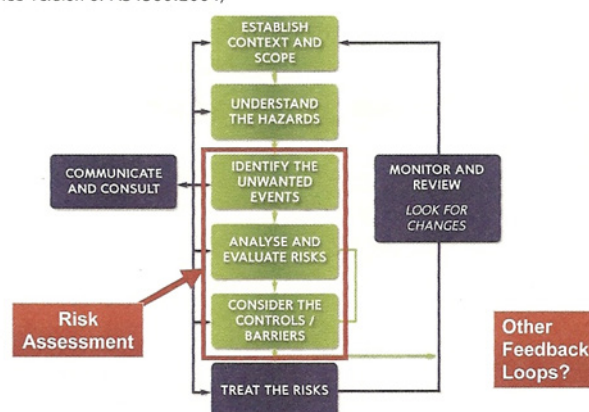 ESTABLISH
CONTEXT AND
SCOPE
UNDERSTAND
THE HAZARDS
COMMUNICATE
AND CONSULT
IDENTIFY THE
UNWANTED
EVENTS
MONITOR AND
REVIEW
LOOK FOR
CHANGES
ANALYSE AND
EVALUATE RISKS
Risk
Assessment
CONSIDER THE
CONTROLS /
BARRIERS
Other
Feedback
Loops?
TREAT THE RISKS